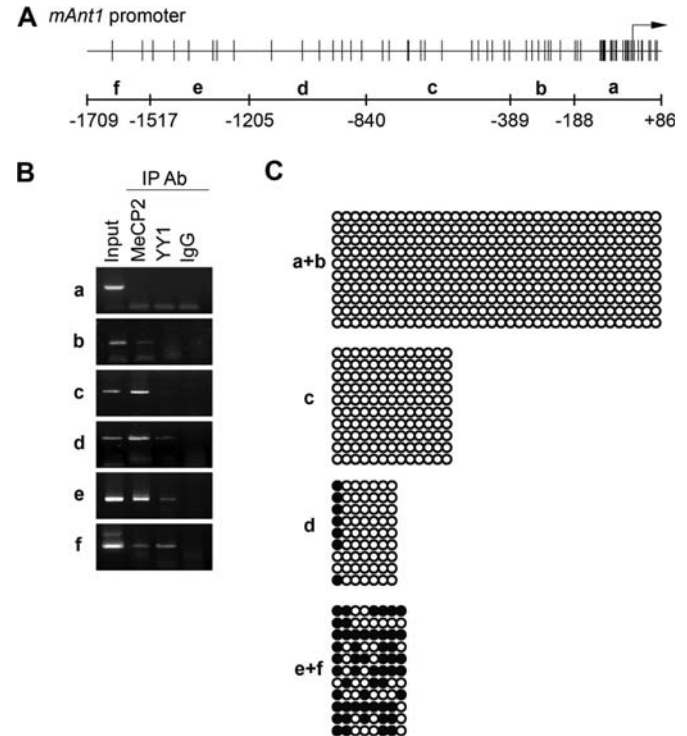 A mAnt1 promoter
f e d c b a
-1709 -1517 -1205 -840 -389 -188 +86
B
IP Ab
Input MeCP2 YY1 IgG
a
b
c
d
e
f
C
a+b
c
d
e+f